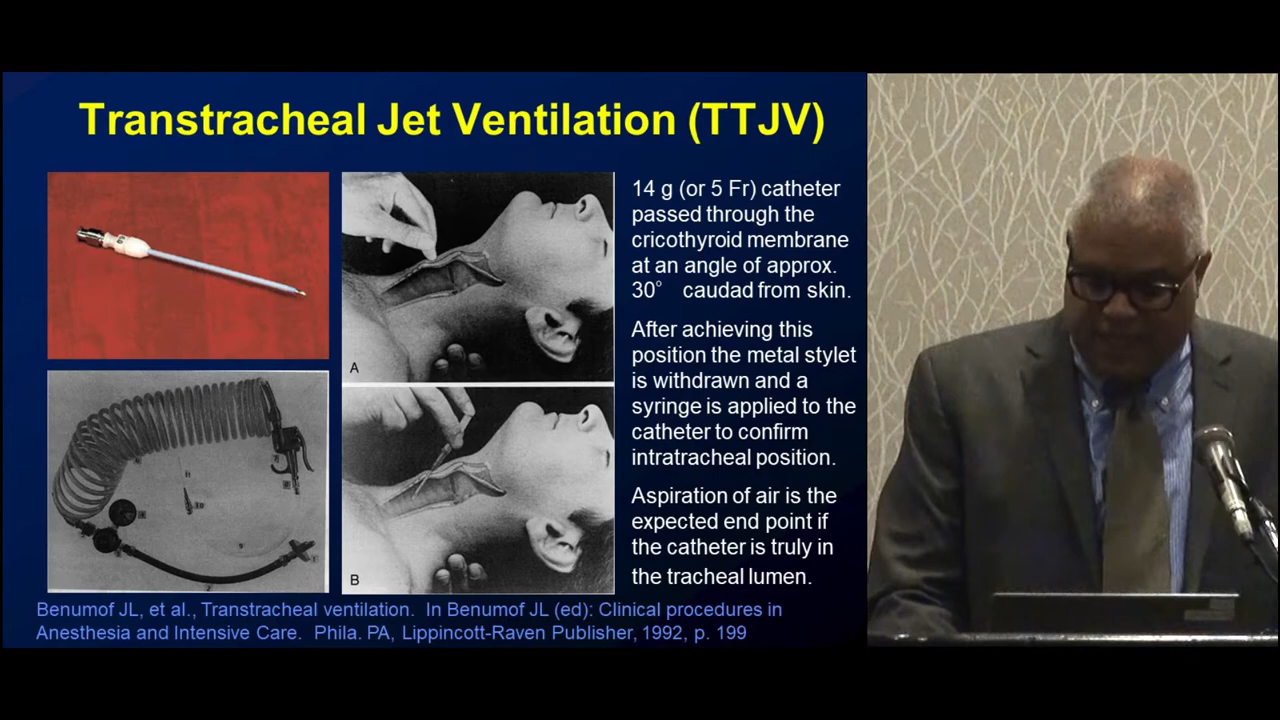 Transtracheal Jet Ventilation (TTJV)
14 g (or 5 Fr) catheter
passed through the
cricothyroid membrane
at an angle of approx.
30° caudad from skin.
After achieving this
position the metal stylet
is withdrawn and a
syringe is applied to the
catheter to confirm
intratracheal position.
Aspiration of air is the
expected end point if
the catheter is truly in
the tracheal lumen.
A
B
Benumof JL, et al., Transtracheal ventilation. In Benumof JL (ed): Clinical procedures in
Anesthesia and Intensive Care. Phila. PA, Lippincott-Raven Publisher, 1992, p. 199